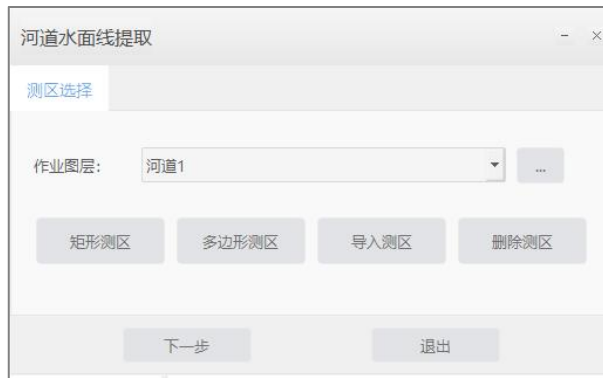 河道水面线提取
测区选择
作业图层： 河道1 ...
矩形测区 多边形测区 导入测区 删除测区
下一步 退出